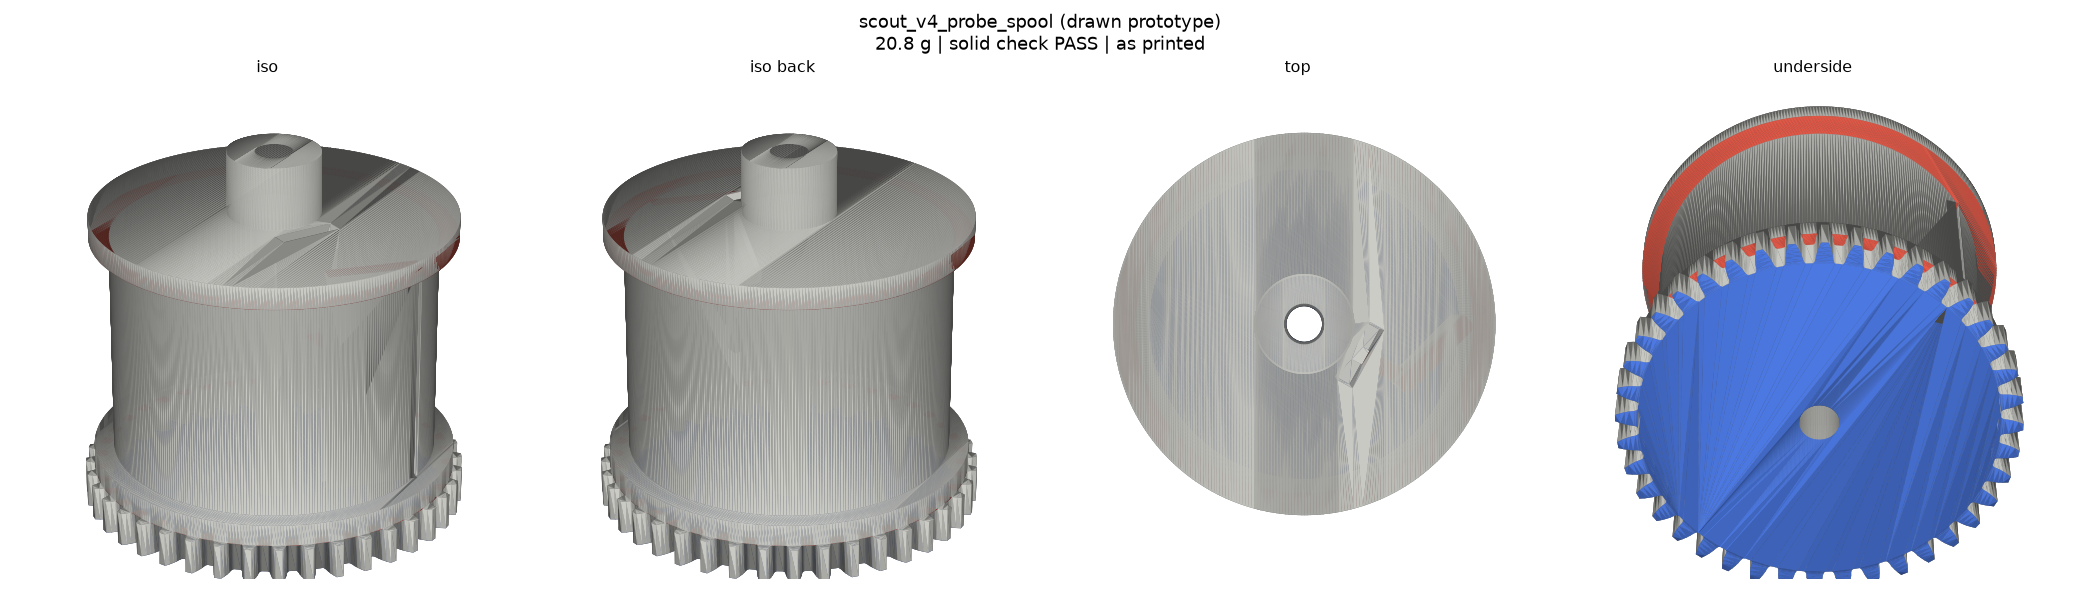 scout_v4_probe_spool (drawn prototype)
20.8 g | solid check PASS | as printed
iso
iso back
top
underside